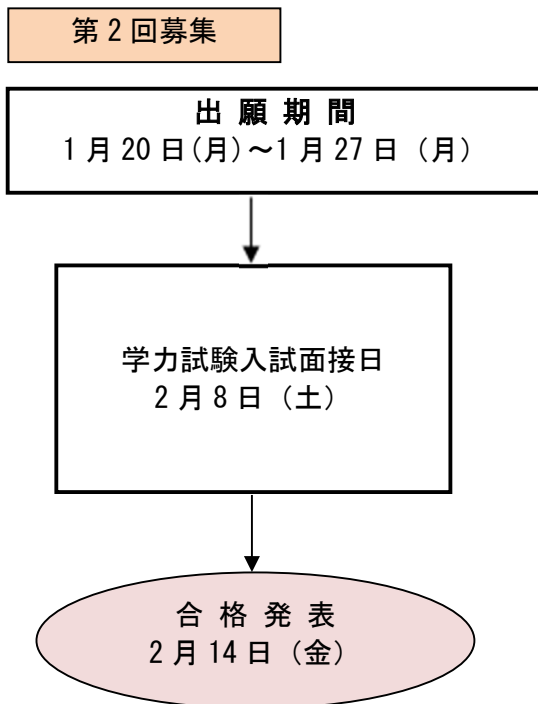 第２回募集
出 願 期 間
1 月 20 日(月)～1 月 27 日（月）
学力試験入試面接日
2 月 8 日（土）
合 格 発 表
2 月 14 日（金）